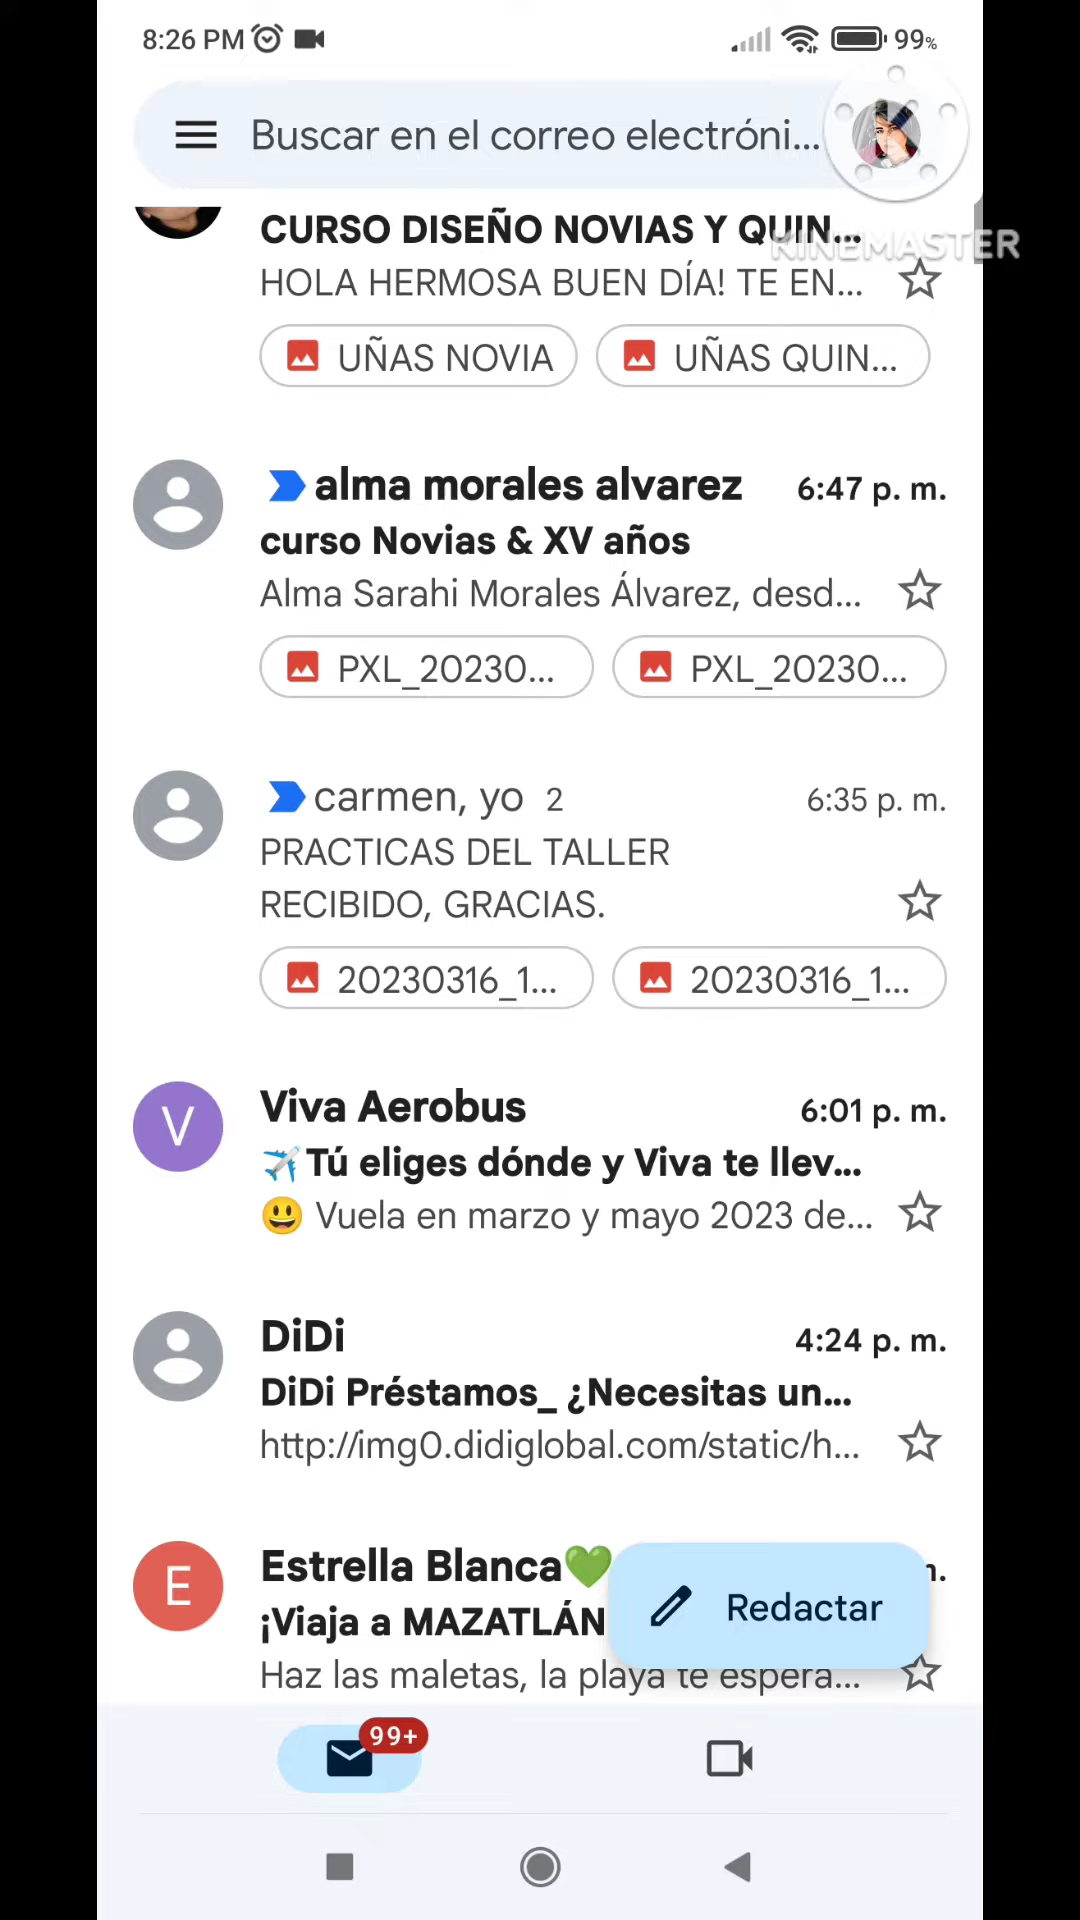 8:26 PM 99%
Buscar en el correo electróni...
KINEMASTER
CURSO DISEÑO NOVIAS Y QUIN...
HOLA HERMOSA BUEN DÍA! TE EN...
UÑAS NOVIA UÑAS QUIN...
alma morales alvarez 6:47 p. m.
curso Novias & XV años
Alma Sarahi Morales Álvarez, desd...
PXL_20230... PXL_20230...
carmen, yo 2 6:35 p. m.
PRACTICAS DEL TALLER
RECIBIDO, GRACIAS.
20230316_1... 20230316_1...
V Viva Aerobus 6:01 p. m.
✈️Tú eliges dónde y Viva te llev...
😃 Vuela en marzo y mayo 2023 de...
DiDi 4:24 p. m.
DiDi Préstamos_ ¿Necesitas un...
http://img0.didiglobal.com/static/h...
E Estrella Blanca💚
¡Viaja a MAZATLÁN
Haz las maletas, la playa te espera...
Redactar
99+